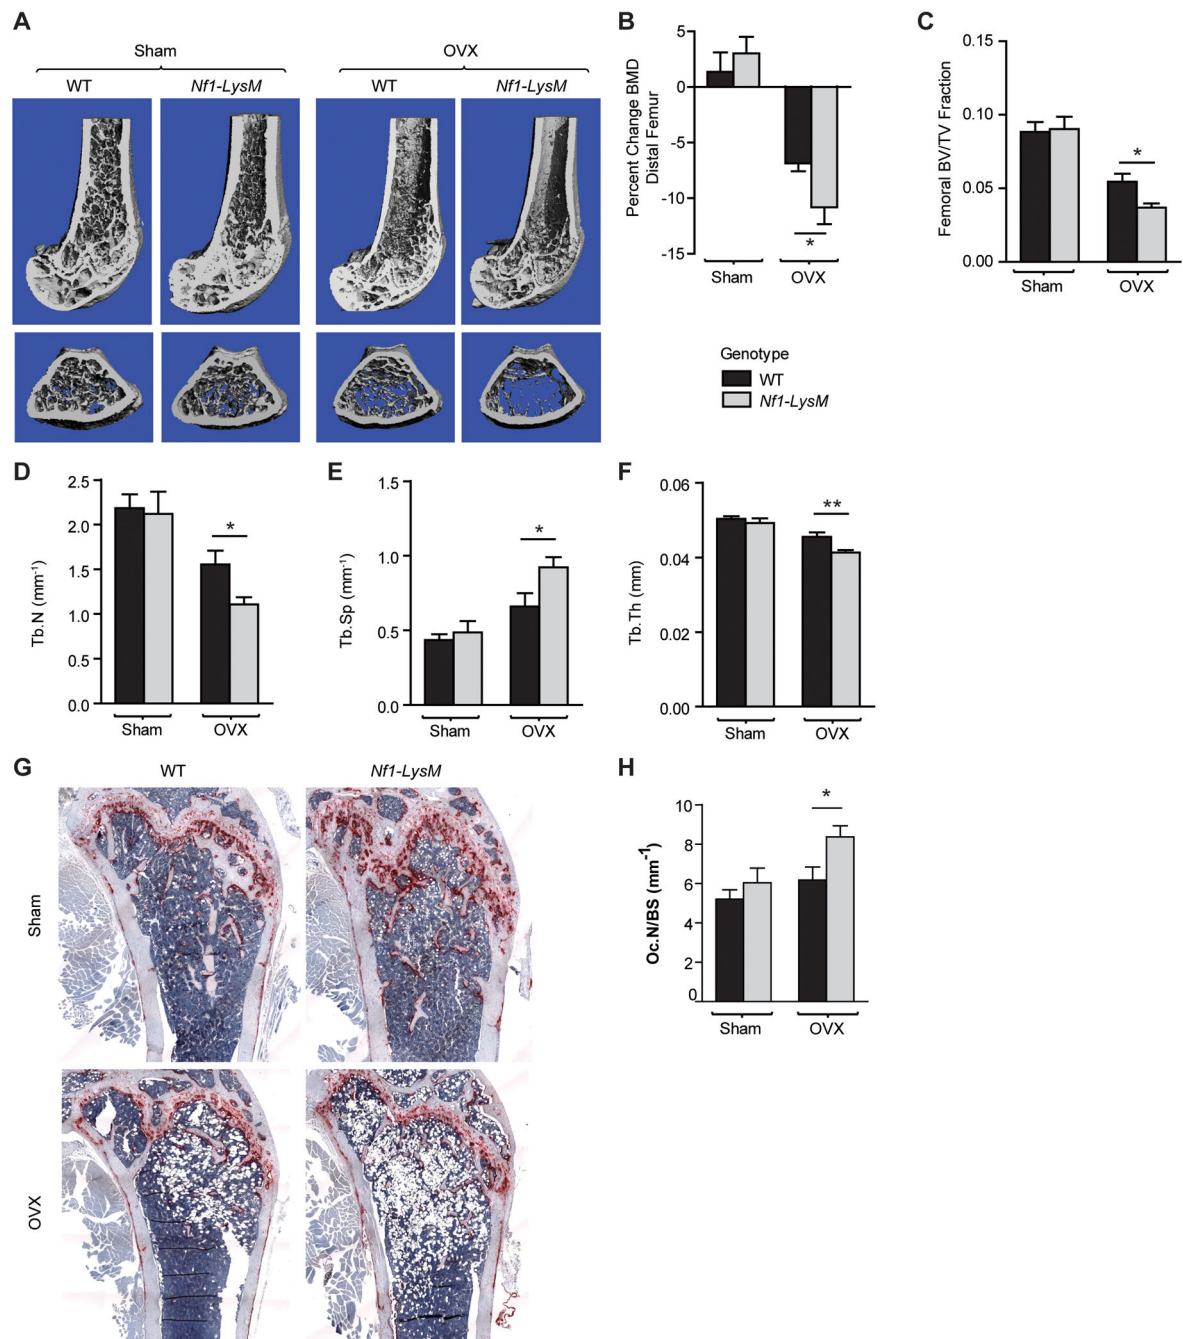 A
Sham
OVX
WT
Nf1-LysM
WT
Nf1-LysM
B
Percent Change BMD
Distal Femur
5
0
-5
-10
-15
*
Sham
OVX
C
Femoral BV/TV Fraction
0.15
0.10
0.05
0.00
*
Sham
OVX
Genotype
WT
Nf1-LysM
D
Tb.N (mm⁻¹)
2.5
2.0
1.5
1.0
0.5
0.0
*
Sham
OVX
E
Tb.Sp (mm⁻¹)
1.5
1.0
0.5
0.0
*
Sham
OVX
F
Tb.Th (mm)
0.06
0.04
0.02
0.00
**
Sham
OVX
G
WT
Nf1-LysM
Sham
OVX
H
Oc.N/BS (mm⁻¹)
10
8
6
4
2
0
*
Sham
OVX